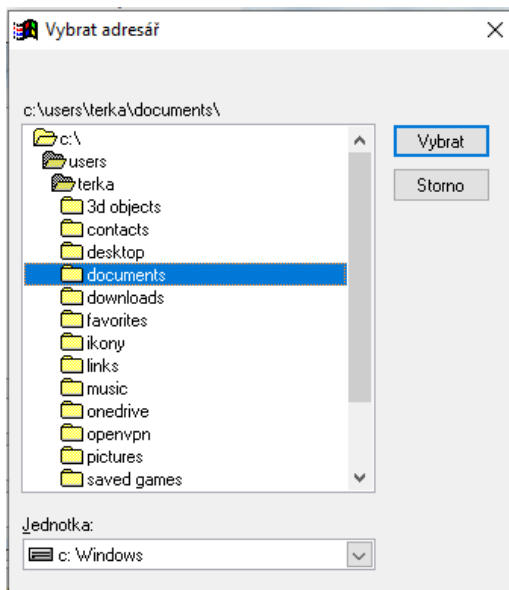 Vybrat adresář
c:\users\terka\documents\
c:\
users
terka
3d objects
contacts
desktop
documents
downloads
favorites
ikony
links
music
onedrive
openvpn
pictures
saved games
Vybrat
Storno
Jednotka:
c: Windows